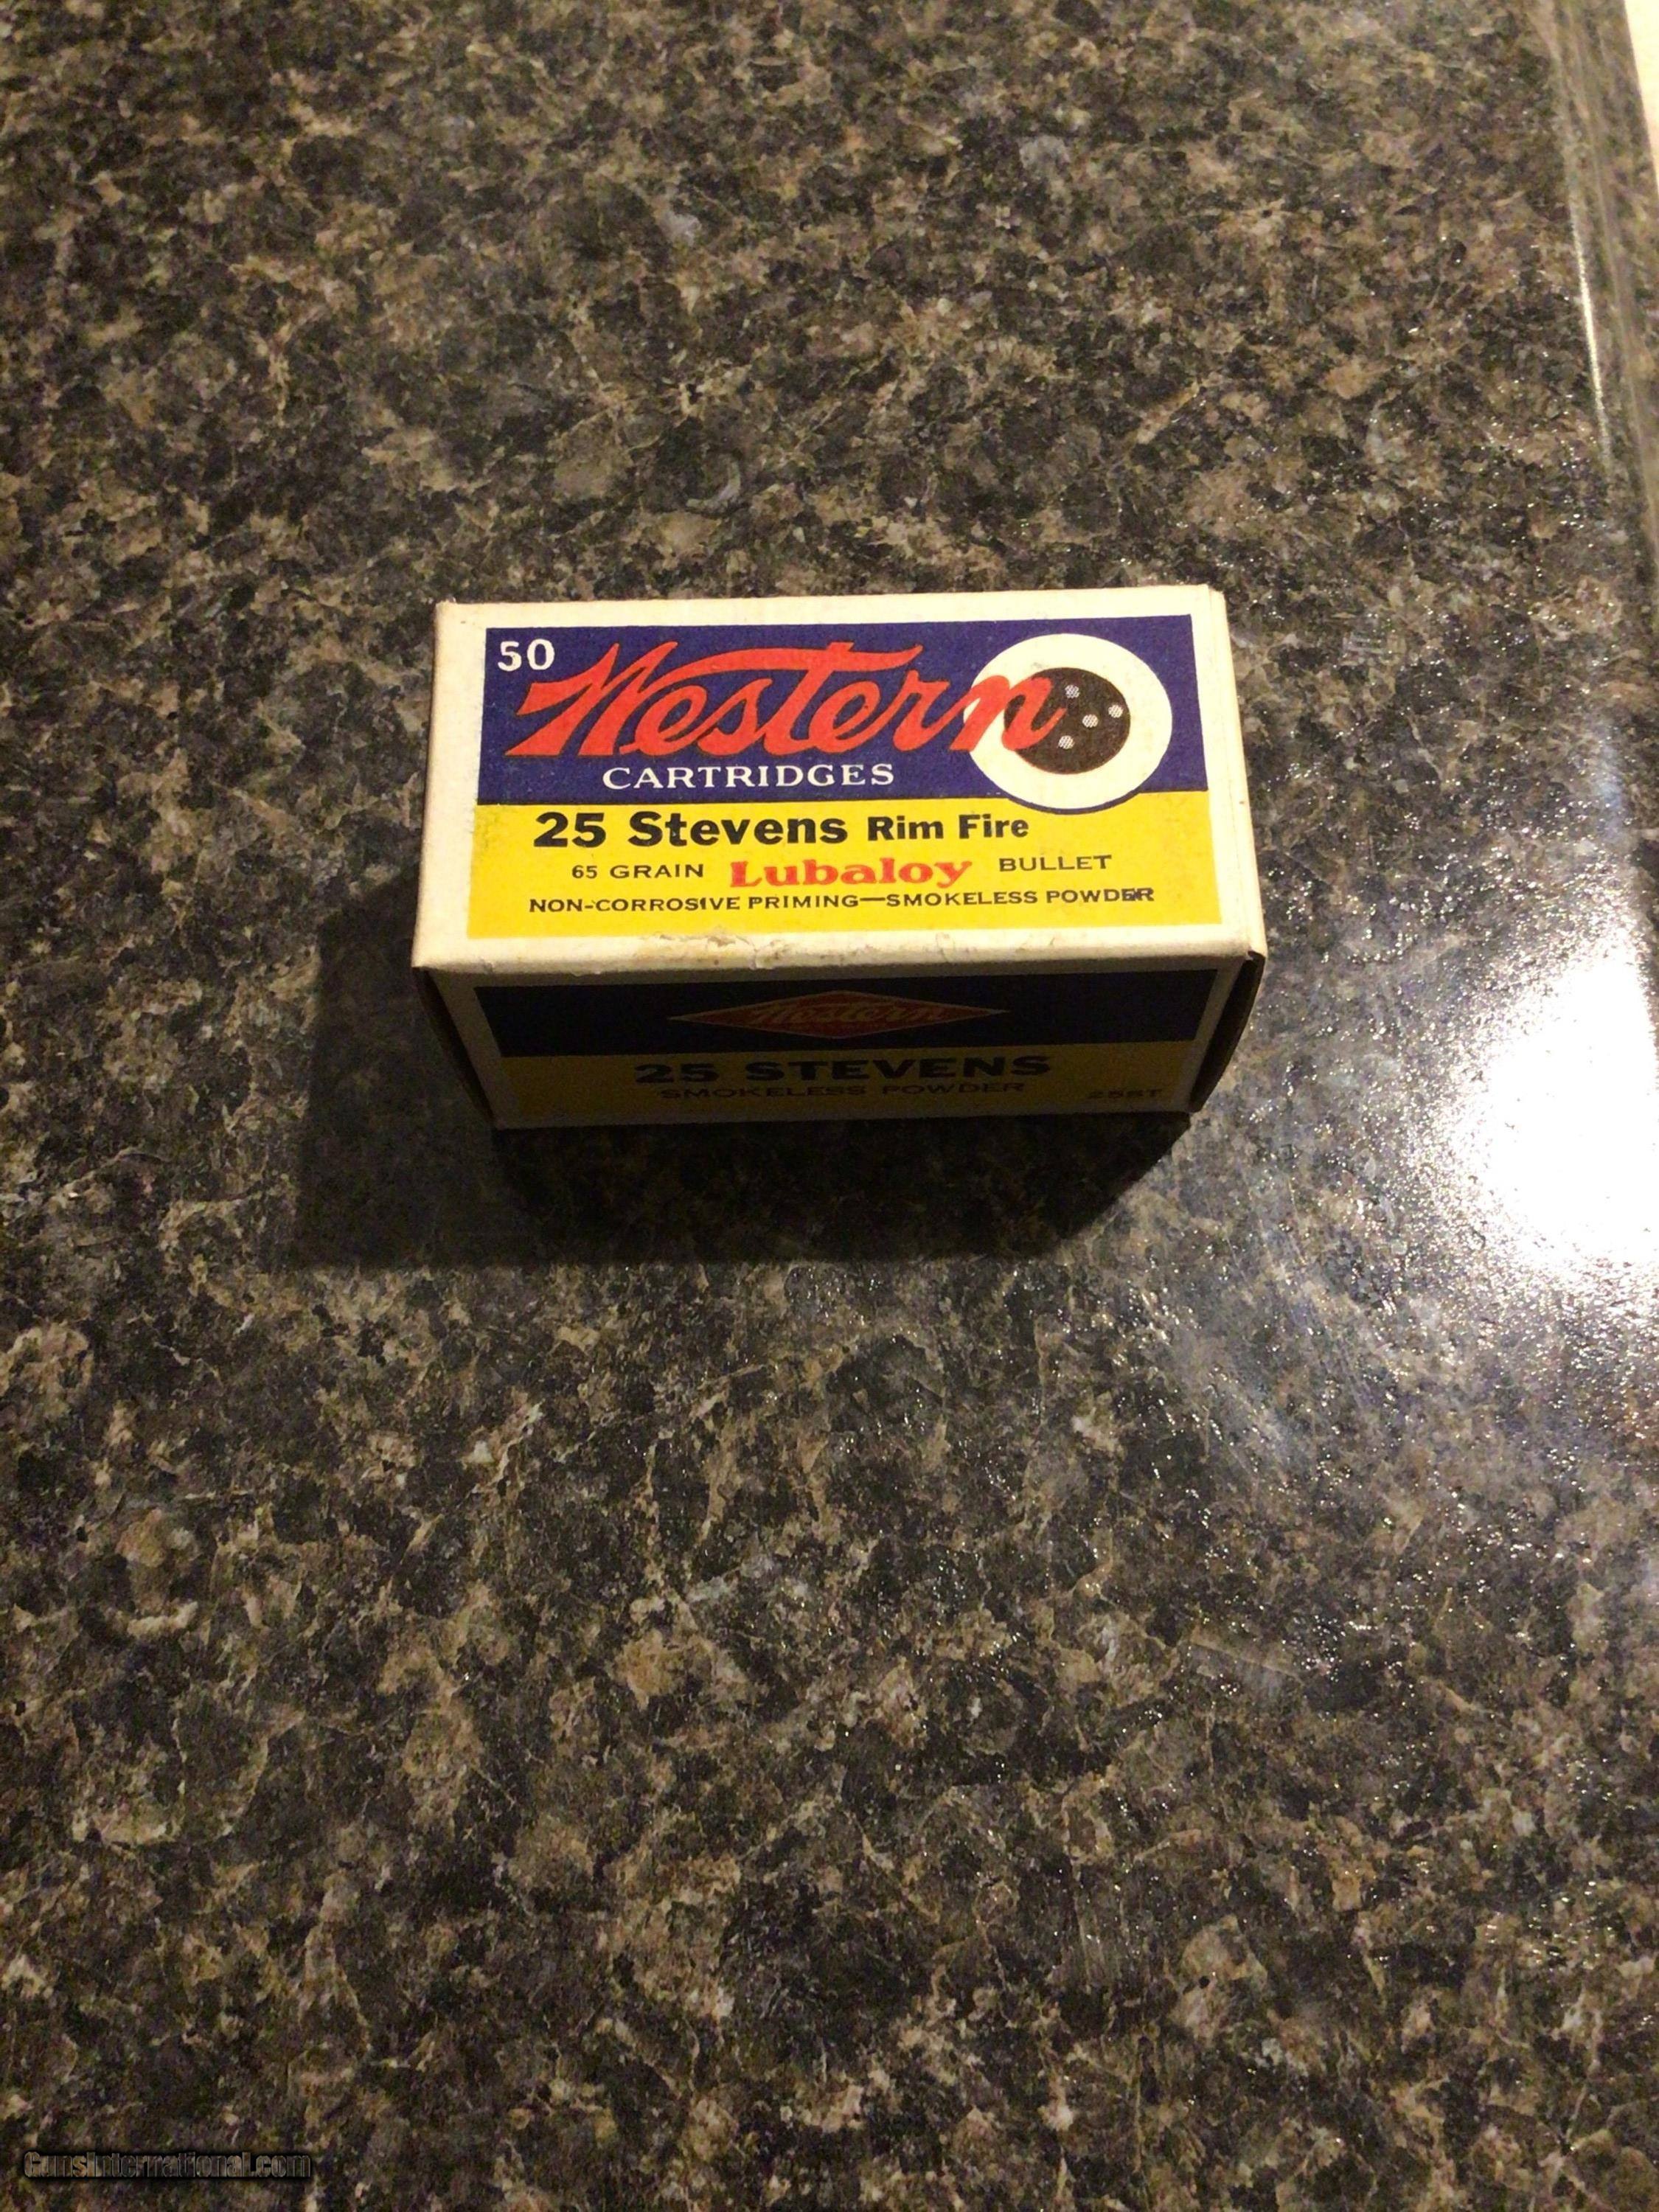 50
Western
CARTRIDGES
25 Stevens Rim Fire
65 GRAIN Lubaloy BULLET
NON-CORROSIVE PRIMING—SMOKELESS POWDER
Western
25 STEVENS
SMOKELESS POWDER
25ST
GunsInternational.com